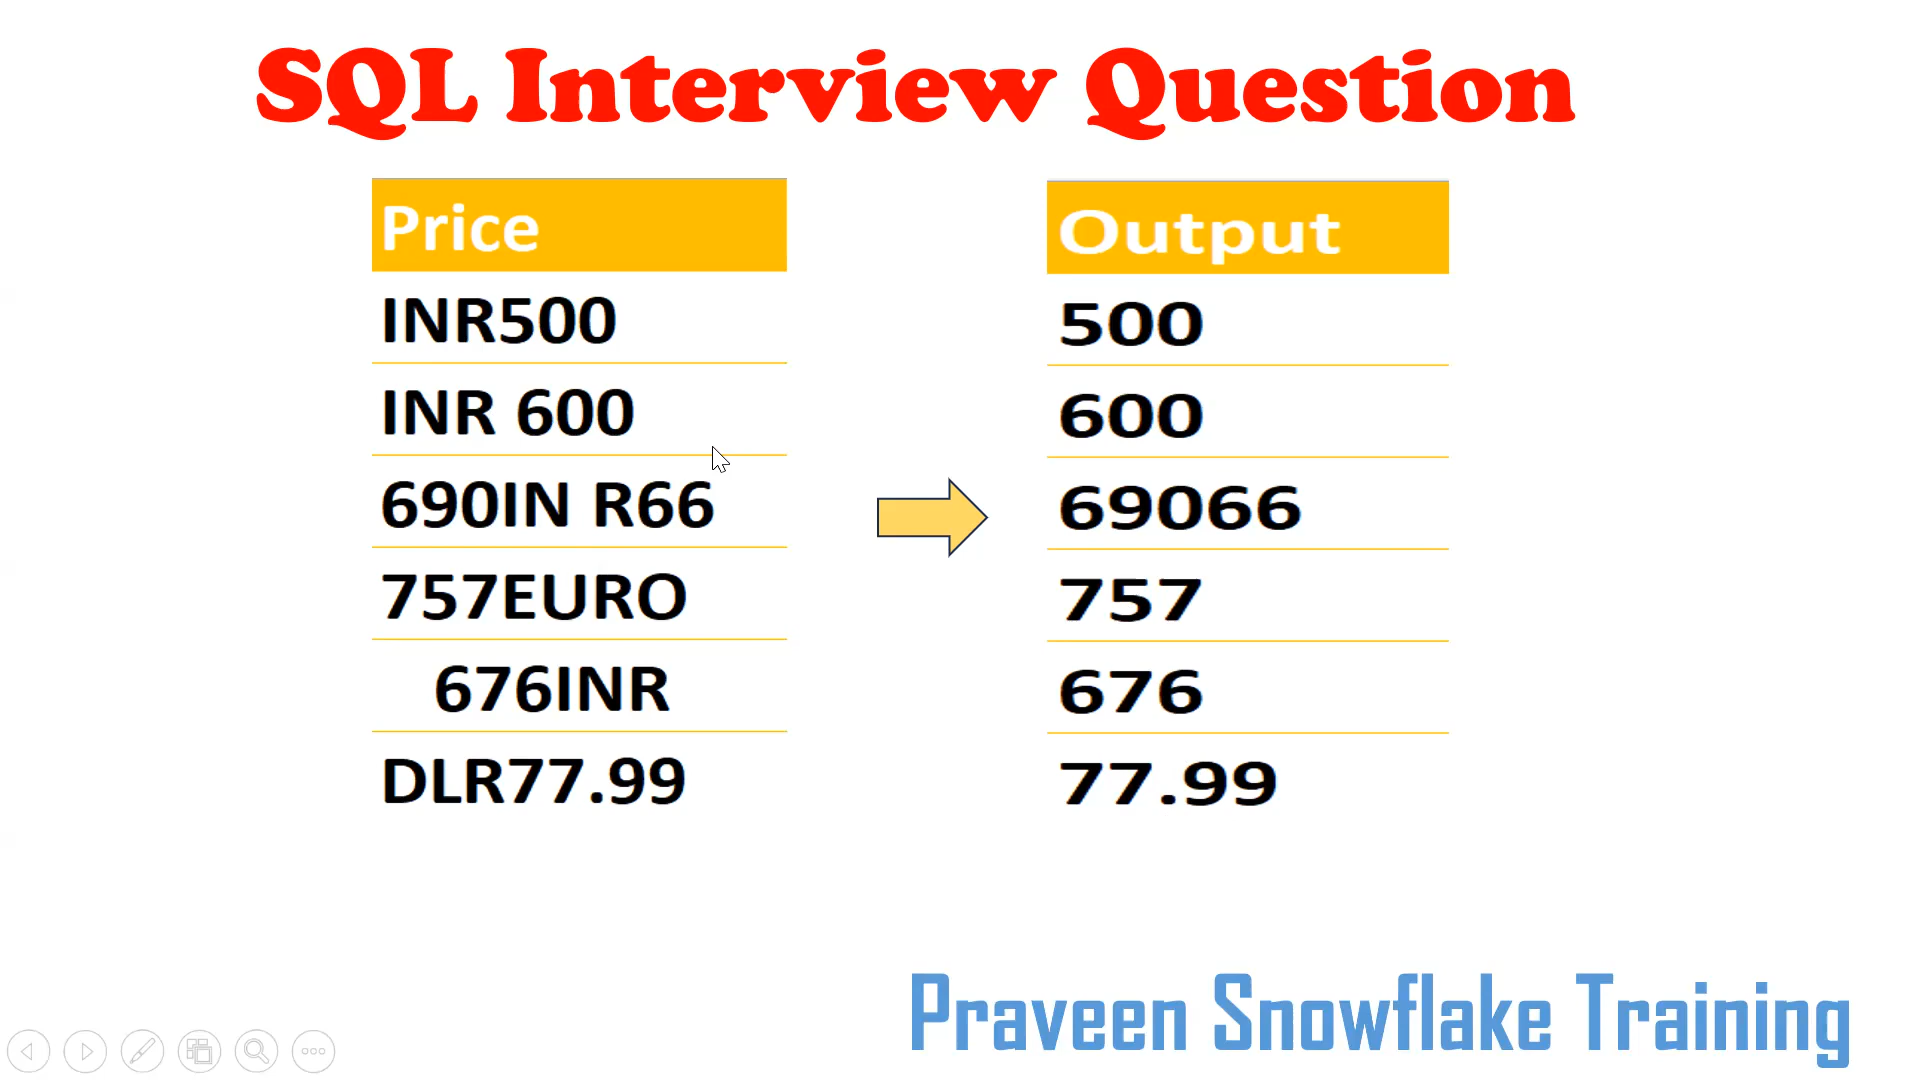 SQL Interview Question
Price Output
INR500 500
INR 600 600
690IN R66 69066
757EURO 757
676INR 676
DLR77.99 77.99
Praveen Snowflake Training